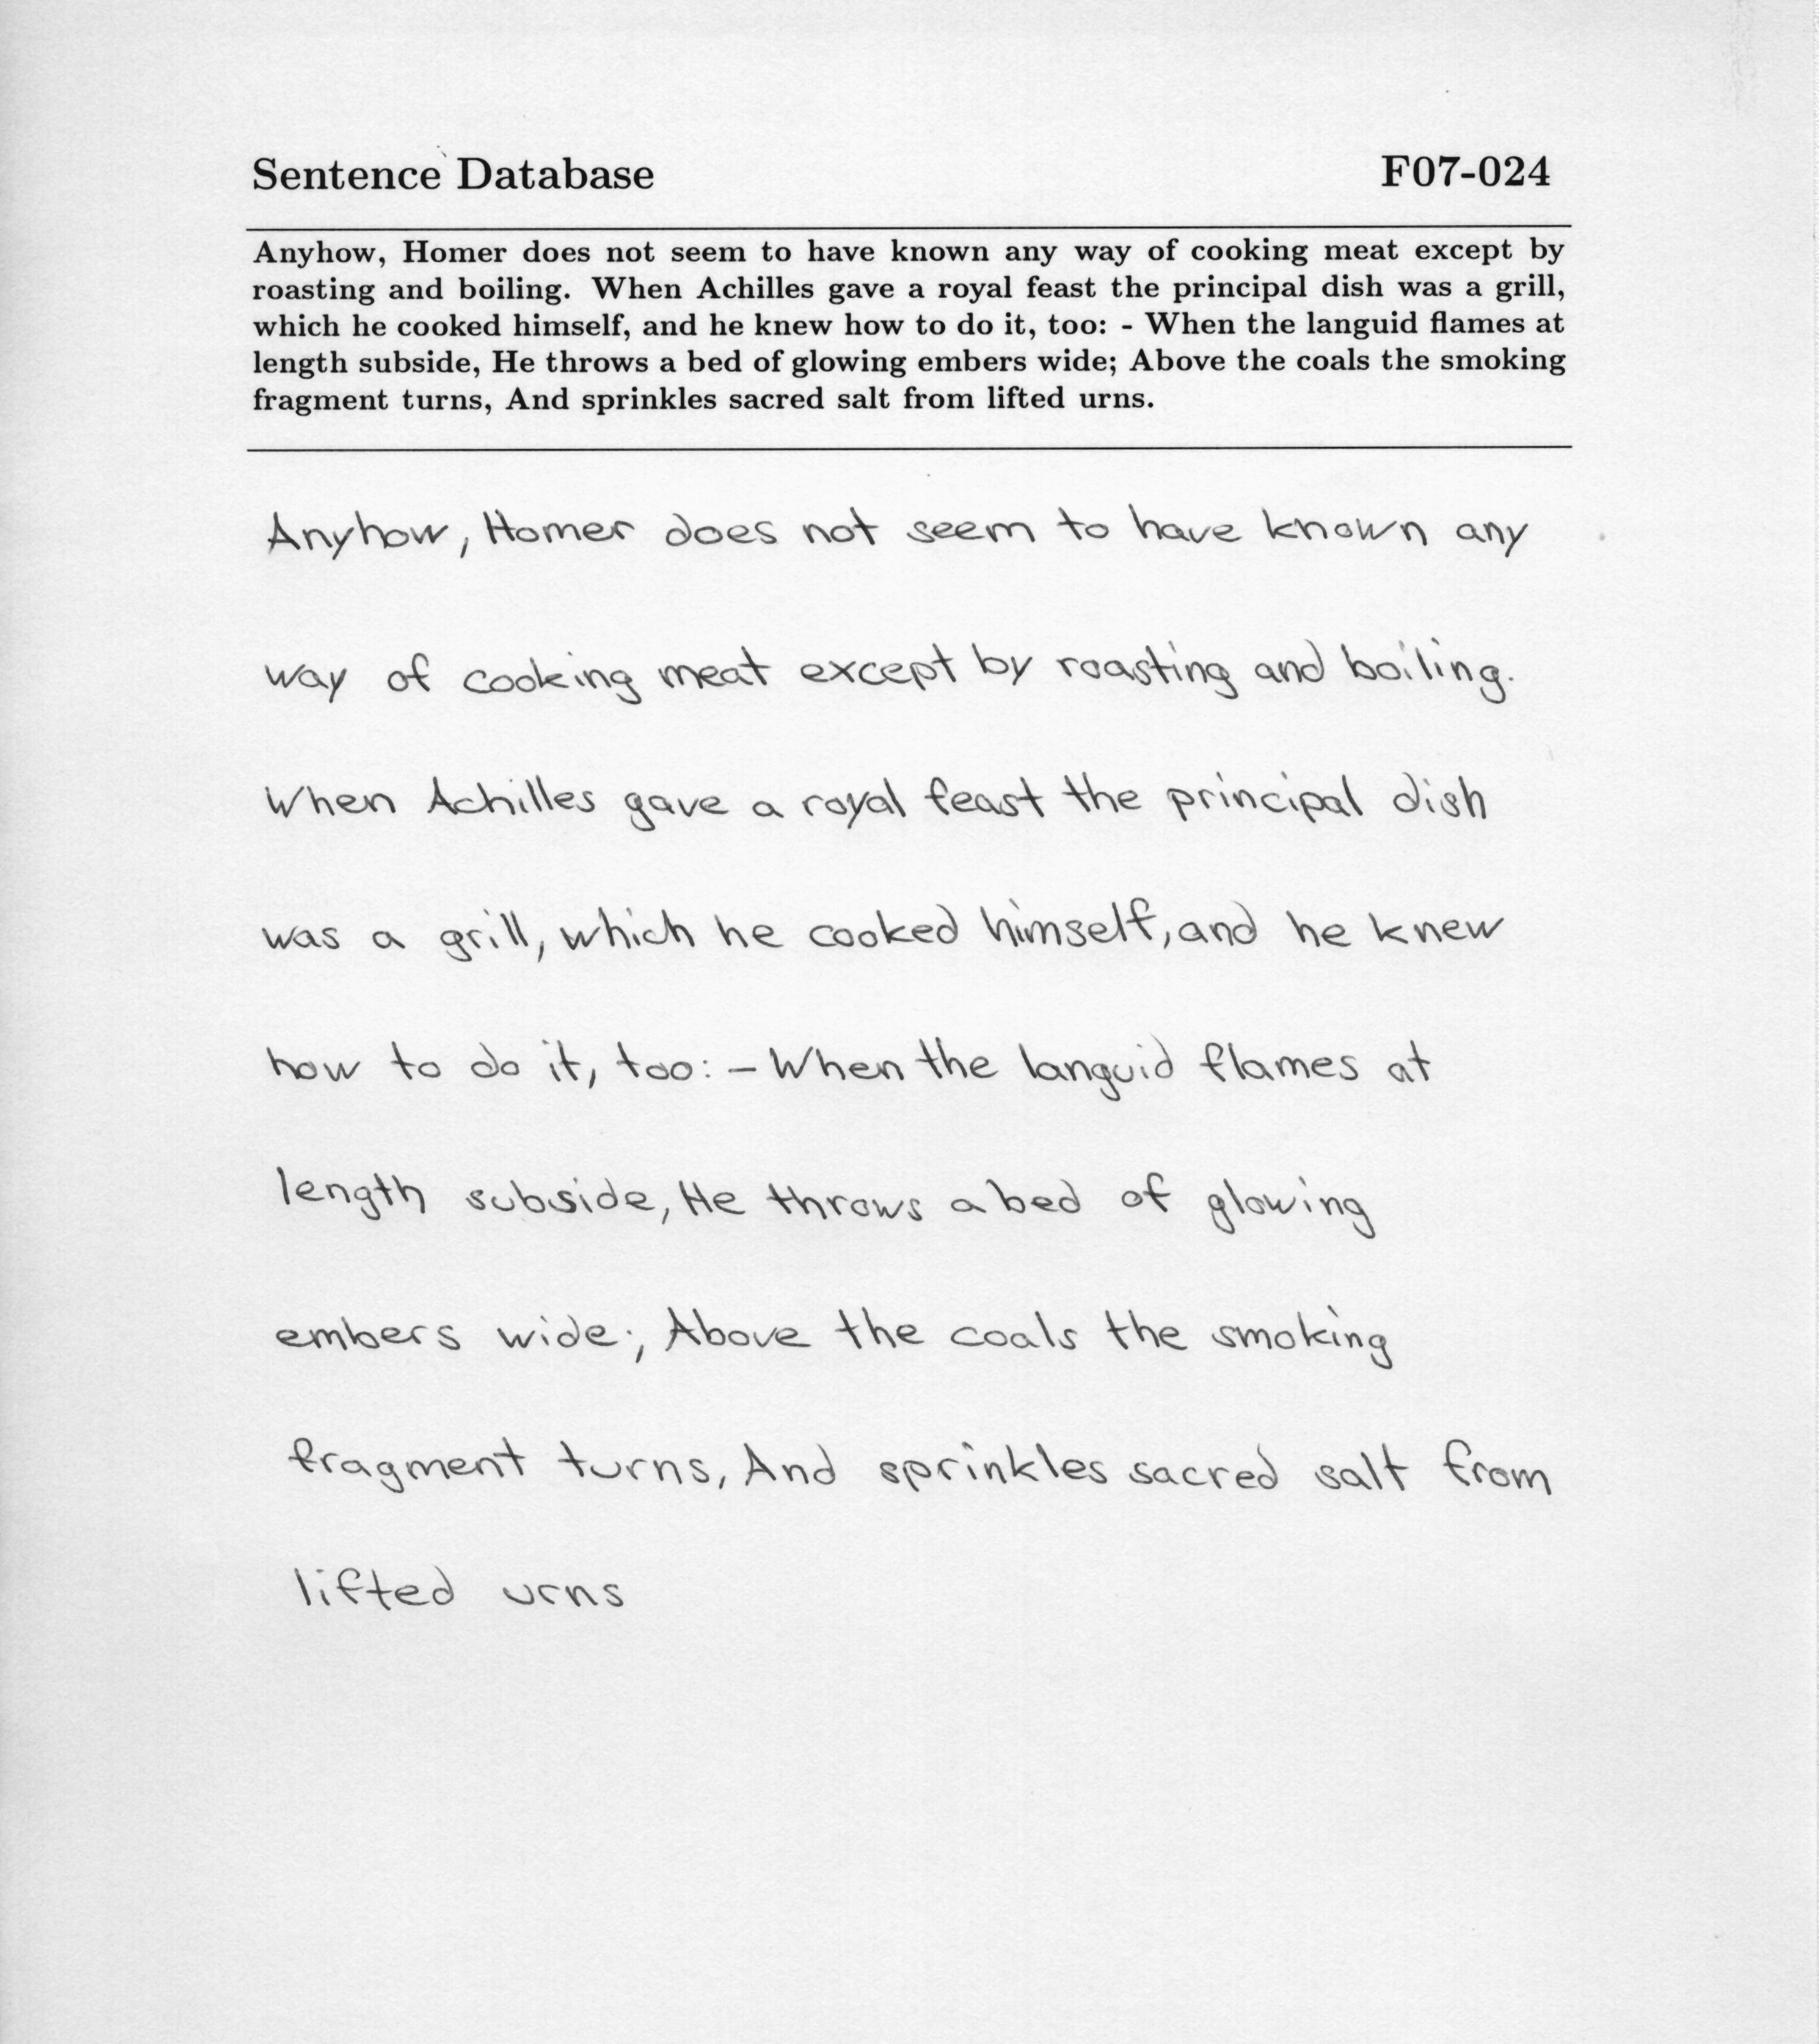 Sentence Database F07-024
Anyhow, Homer does not seem to have known any way of cooking meat except by
roasting and boiling. When Achilles gave a royal feast the principal dish was a grill,
which he cooked himself, and he knew how to do it, too: - When the languid flames at
length subside, He throws a bed of glowing embers wide; Above the coals the smoking
fragment turns, And sprinkles sacred salt from lifted urns.
Anyhow, Homer does not seem to have known any
way of cooking meat except by roasting and boiling.
When Achilles gave a royal feast the principal dish
was a grill, which he cooked himself, and he knew
how to do it, too: - When the languid flames at
length subside, He throws a bed of glowing
embers wide; Above the coals the smoking
fragment turns, And sprinkles sacred salt from
lifted urns